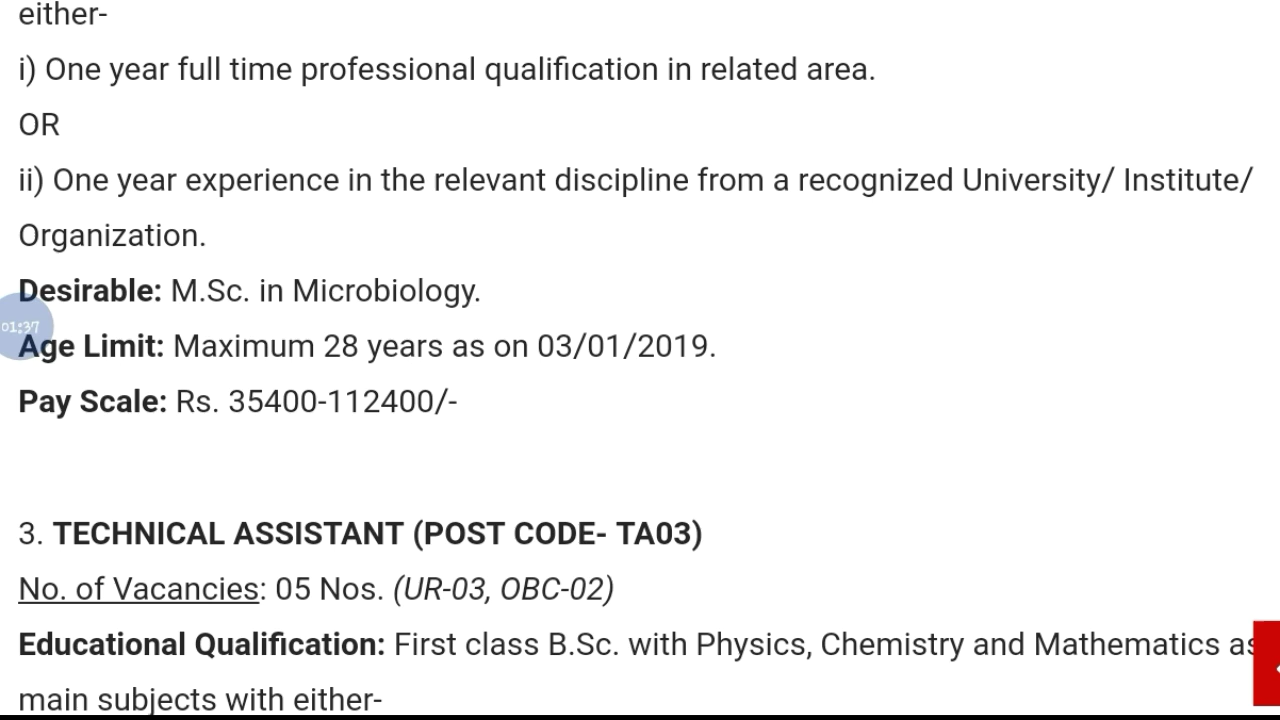 either-
i) One year full time professional qualification in related area.
OR
ii) One year experience in the relevant discipline from a recognized University/ Institute/
Organization.
Desirable: M.Sc. in Microbiology.
01:37
Age Limit: Maximum 28 years as on 03/01/2019.
Pay Scale: Rs. 35400-112400/-
3. TECHNICAL ASSISTANT (POST CODE- TA03)
No. of Vacancies: 05 Nos. (UR-03, OBC-02)
Educational Qualification: First class B.Sc. with Physics, Chemistry and Mathematics as
main subjects with either-